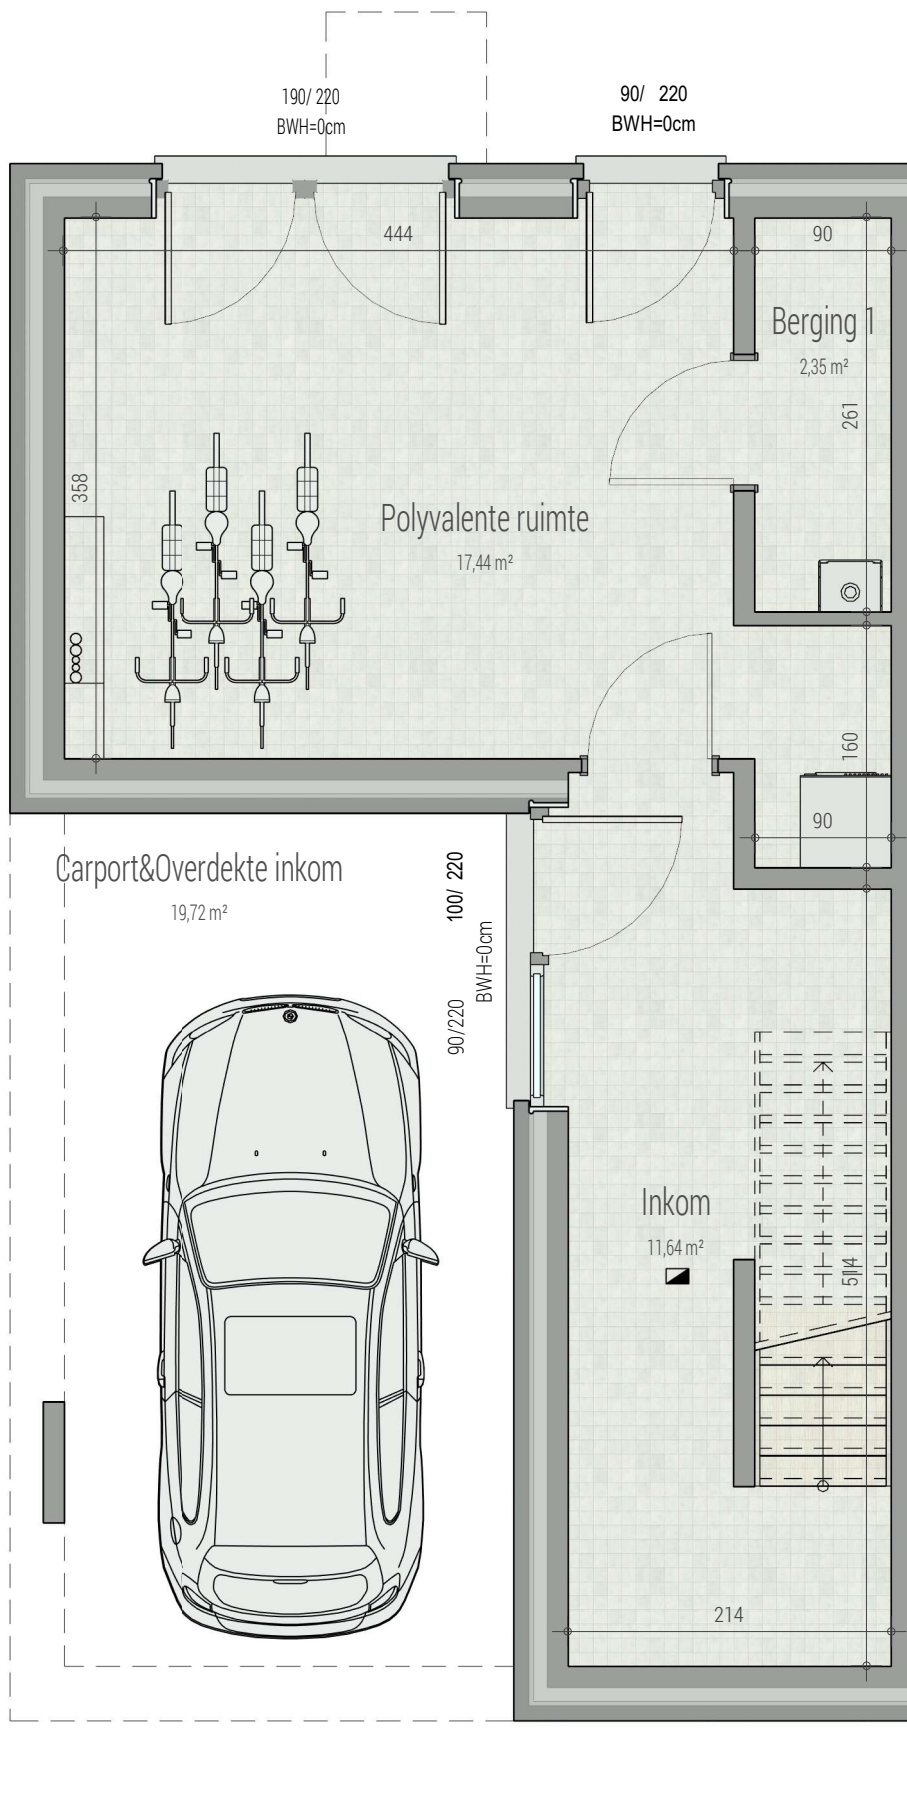 190/ 220
BWH=0cm
90/ 220
BWH=0cm
444
90
Berging 1
2,35 m²
261
358
Polyvalente ruimte
17,44 m²
160
90
Carport&Overdekte inkom
19,72 m²
100/ 220
90/220
BWH=0cm
Inkom
11,64 m²
514
214